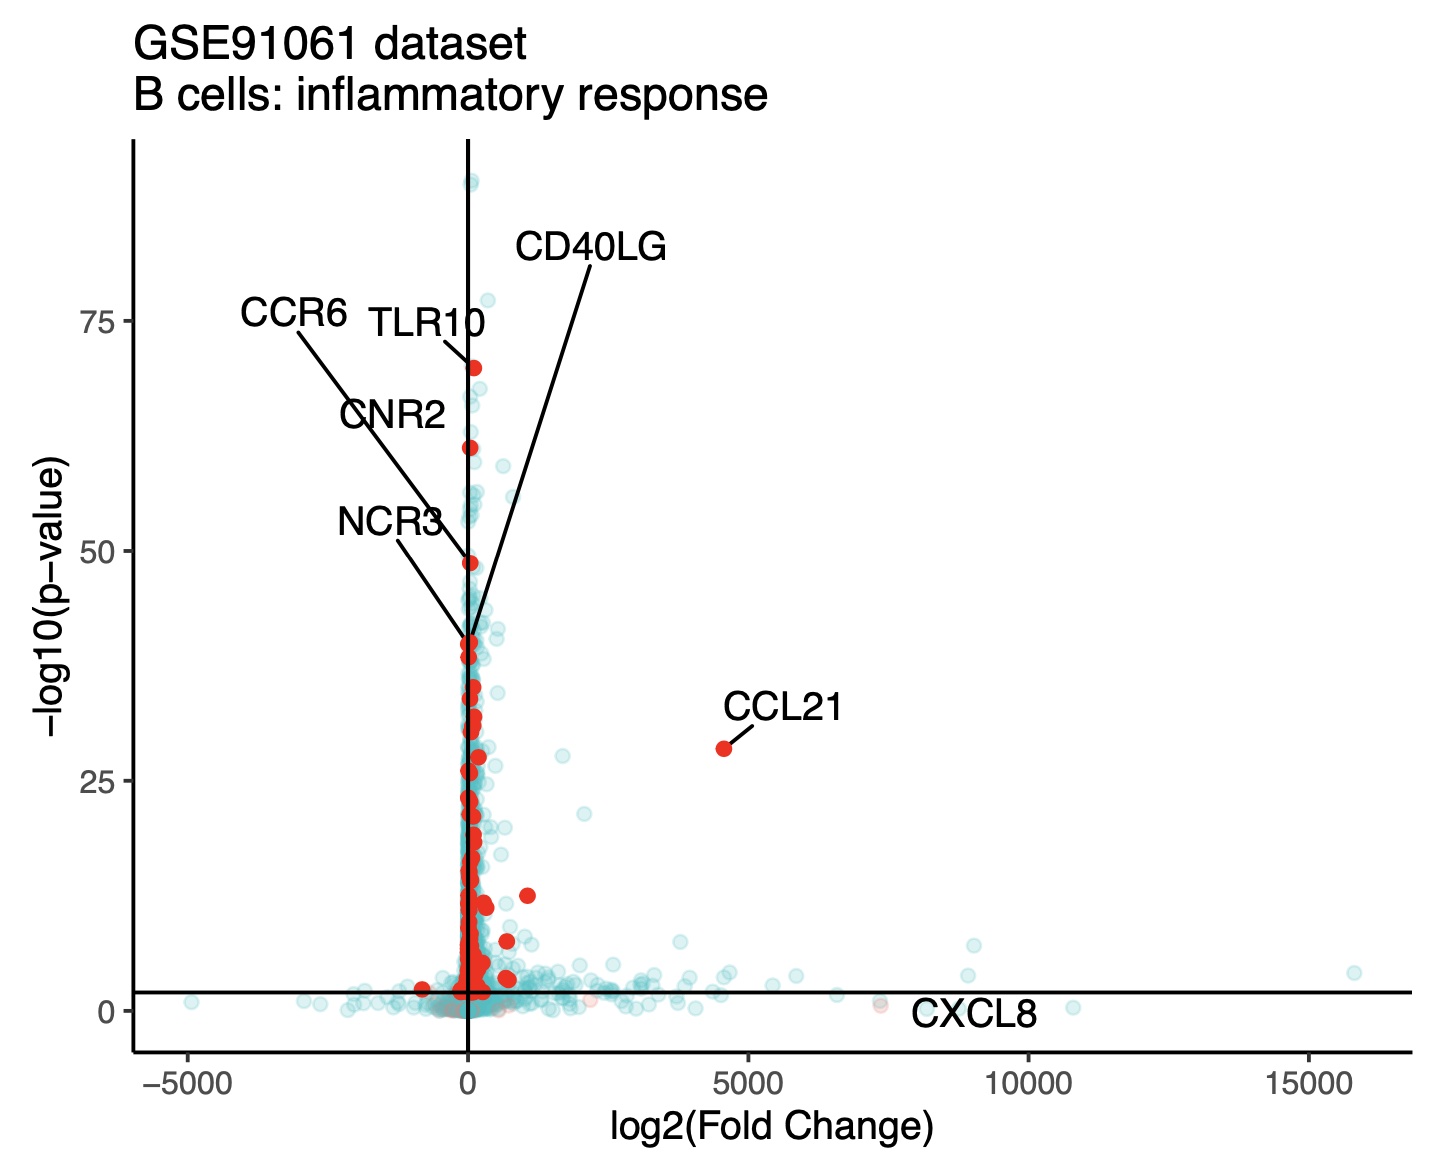 GSE91061 dataset
B cells: inflammatory response
CD40LG
CCR6
TLR10
CNR2
NCR3
CCL21
CXCL8
75
50
25
0
−log10(p−value)
−5000
0
5000
10000
15000
log2(Fold Change)